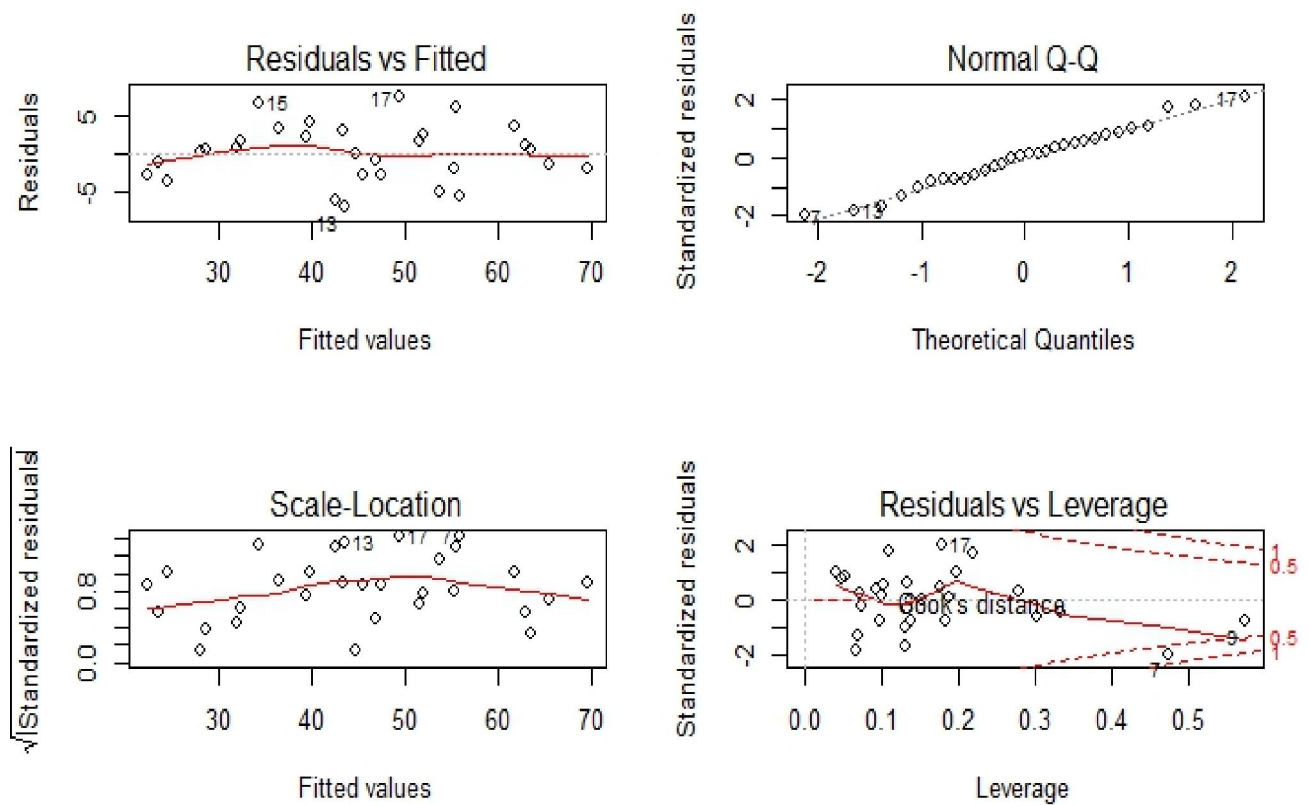 Residuals vs Fitted
Residuals
5
-5
15
17
13
30 40 50 60 70
Fitted values
Normal Q-Q
Standardized residuals
2
0
-2
17
7
13
-2 -1 0 1 2
Theoretical Quantiles
Scale-Location
√|Standardized residuals|
0.8
0.0
13
17
7
30 40 50 60 70
Fitted values
Residuals vs Leverage
Standardized residuals
2
0
-2
17
Cook's distance
9
7
1
0.5
0.5
1
0.0 0.1 0.2 0.3 0.4 0.5
Leverage